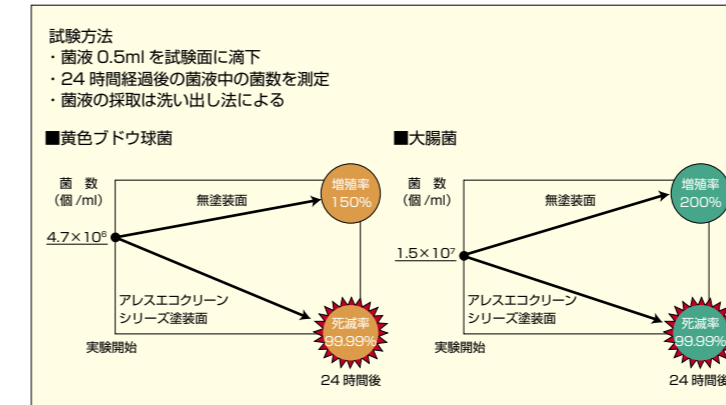 試験方法
・菌液 0.5ml を試験面に滴下
・24 時間経過後の菌液中の菌数を測定
・菌液の採取は洗い出し法による
■黄色ブドウ球菌
菌 数
（個 /ml）
4.7×10⁶
無塗装面
増殖率
150%
アレスエコクリーン
シリーズ塗装面
死滅率
99.99%
実験開始
24 時間後
■大腸菌
菌 数
（個 /ml）
1.5×10⁷
無塗装面
増殖率
200%
アレスエコクリーン
シリーズ塗装面
死滅率
99.99%
実験開始
24 時間後